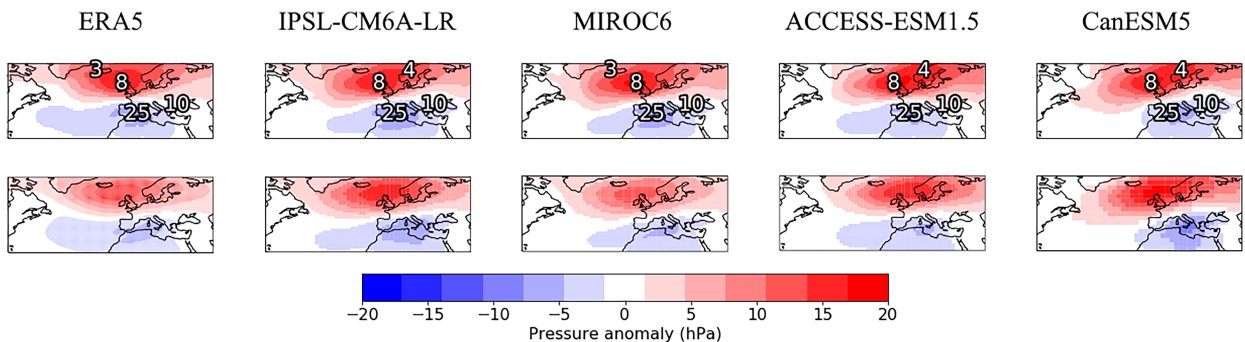 ERA5 IPSL-CM6A-LR MIROC6 ACCESS-ESM1.5 CanESM5
3 4 3 4 4
8 8 8 8 8
10 10 10 10 10
25 25 25 25 25
−20 −15 −10 −5 0 5 10 15 20
Pressure anomaly (hPa)